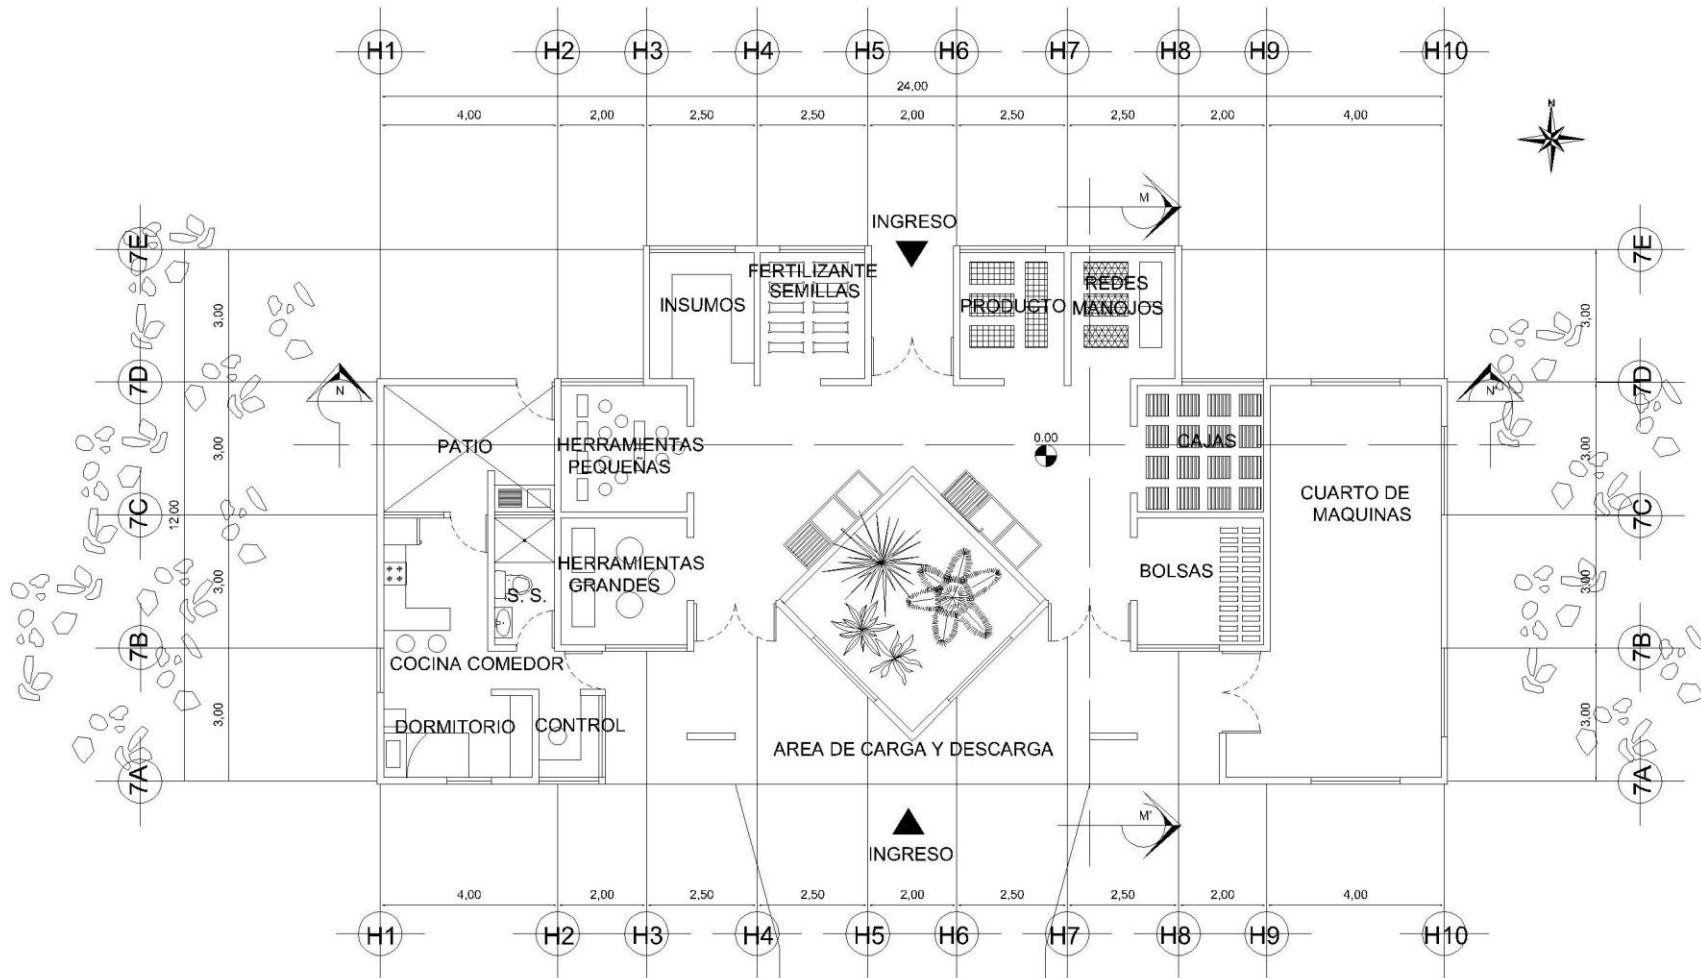 H1 H2 H3 H4 H5 H6 H7 H8 H9 H10
24,00
4,00 2,00 2,50 2,50 2,00 2,50 2,50 2,00 4,00
N
M
INGRESO
7E 7E
FERTILIZANTE
SEMILLAS
INSUMOS
PRODUCTO
REDES
MANOJOS
3,00 3,00
7D 7D
N N'
0.00
PATIO
HERRAMIENTAS
PEQUEÑAS
CAJAS
3,00 3,00
CUARTO DE
MAQUINAS
7C 7C
12,00
HERRAMIENTAS
GRANDES
BOLSAS
S. S.
3,00 3,00
7B 7B
COCINA COMEDOR
DORMITORIO
CONTROL
3,00 3,00
AREA DE CARGA Y DESCARGA
7A 7A
M'
INGRESO
4,00 2,00 2,50 2,50 2,00 2,50 2,50 2,00 4,00
H1 H2 H3 H4 H5 H6 H7 H8 H9 H10